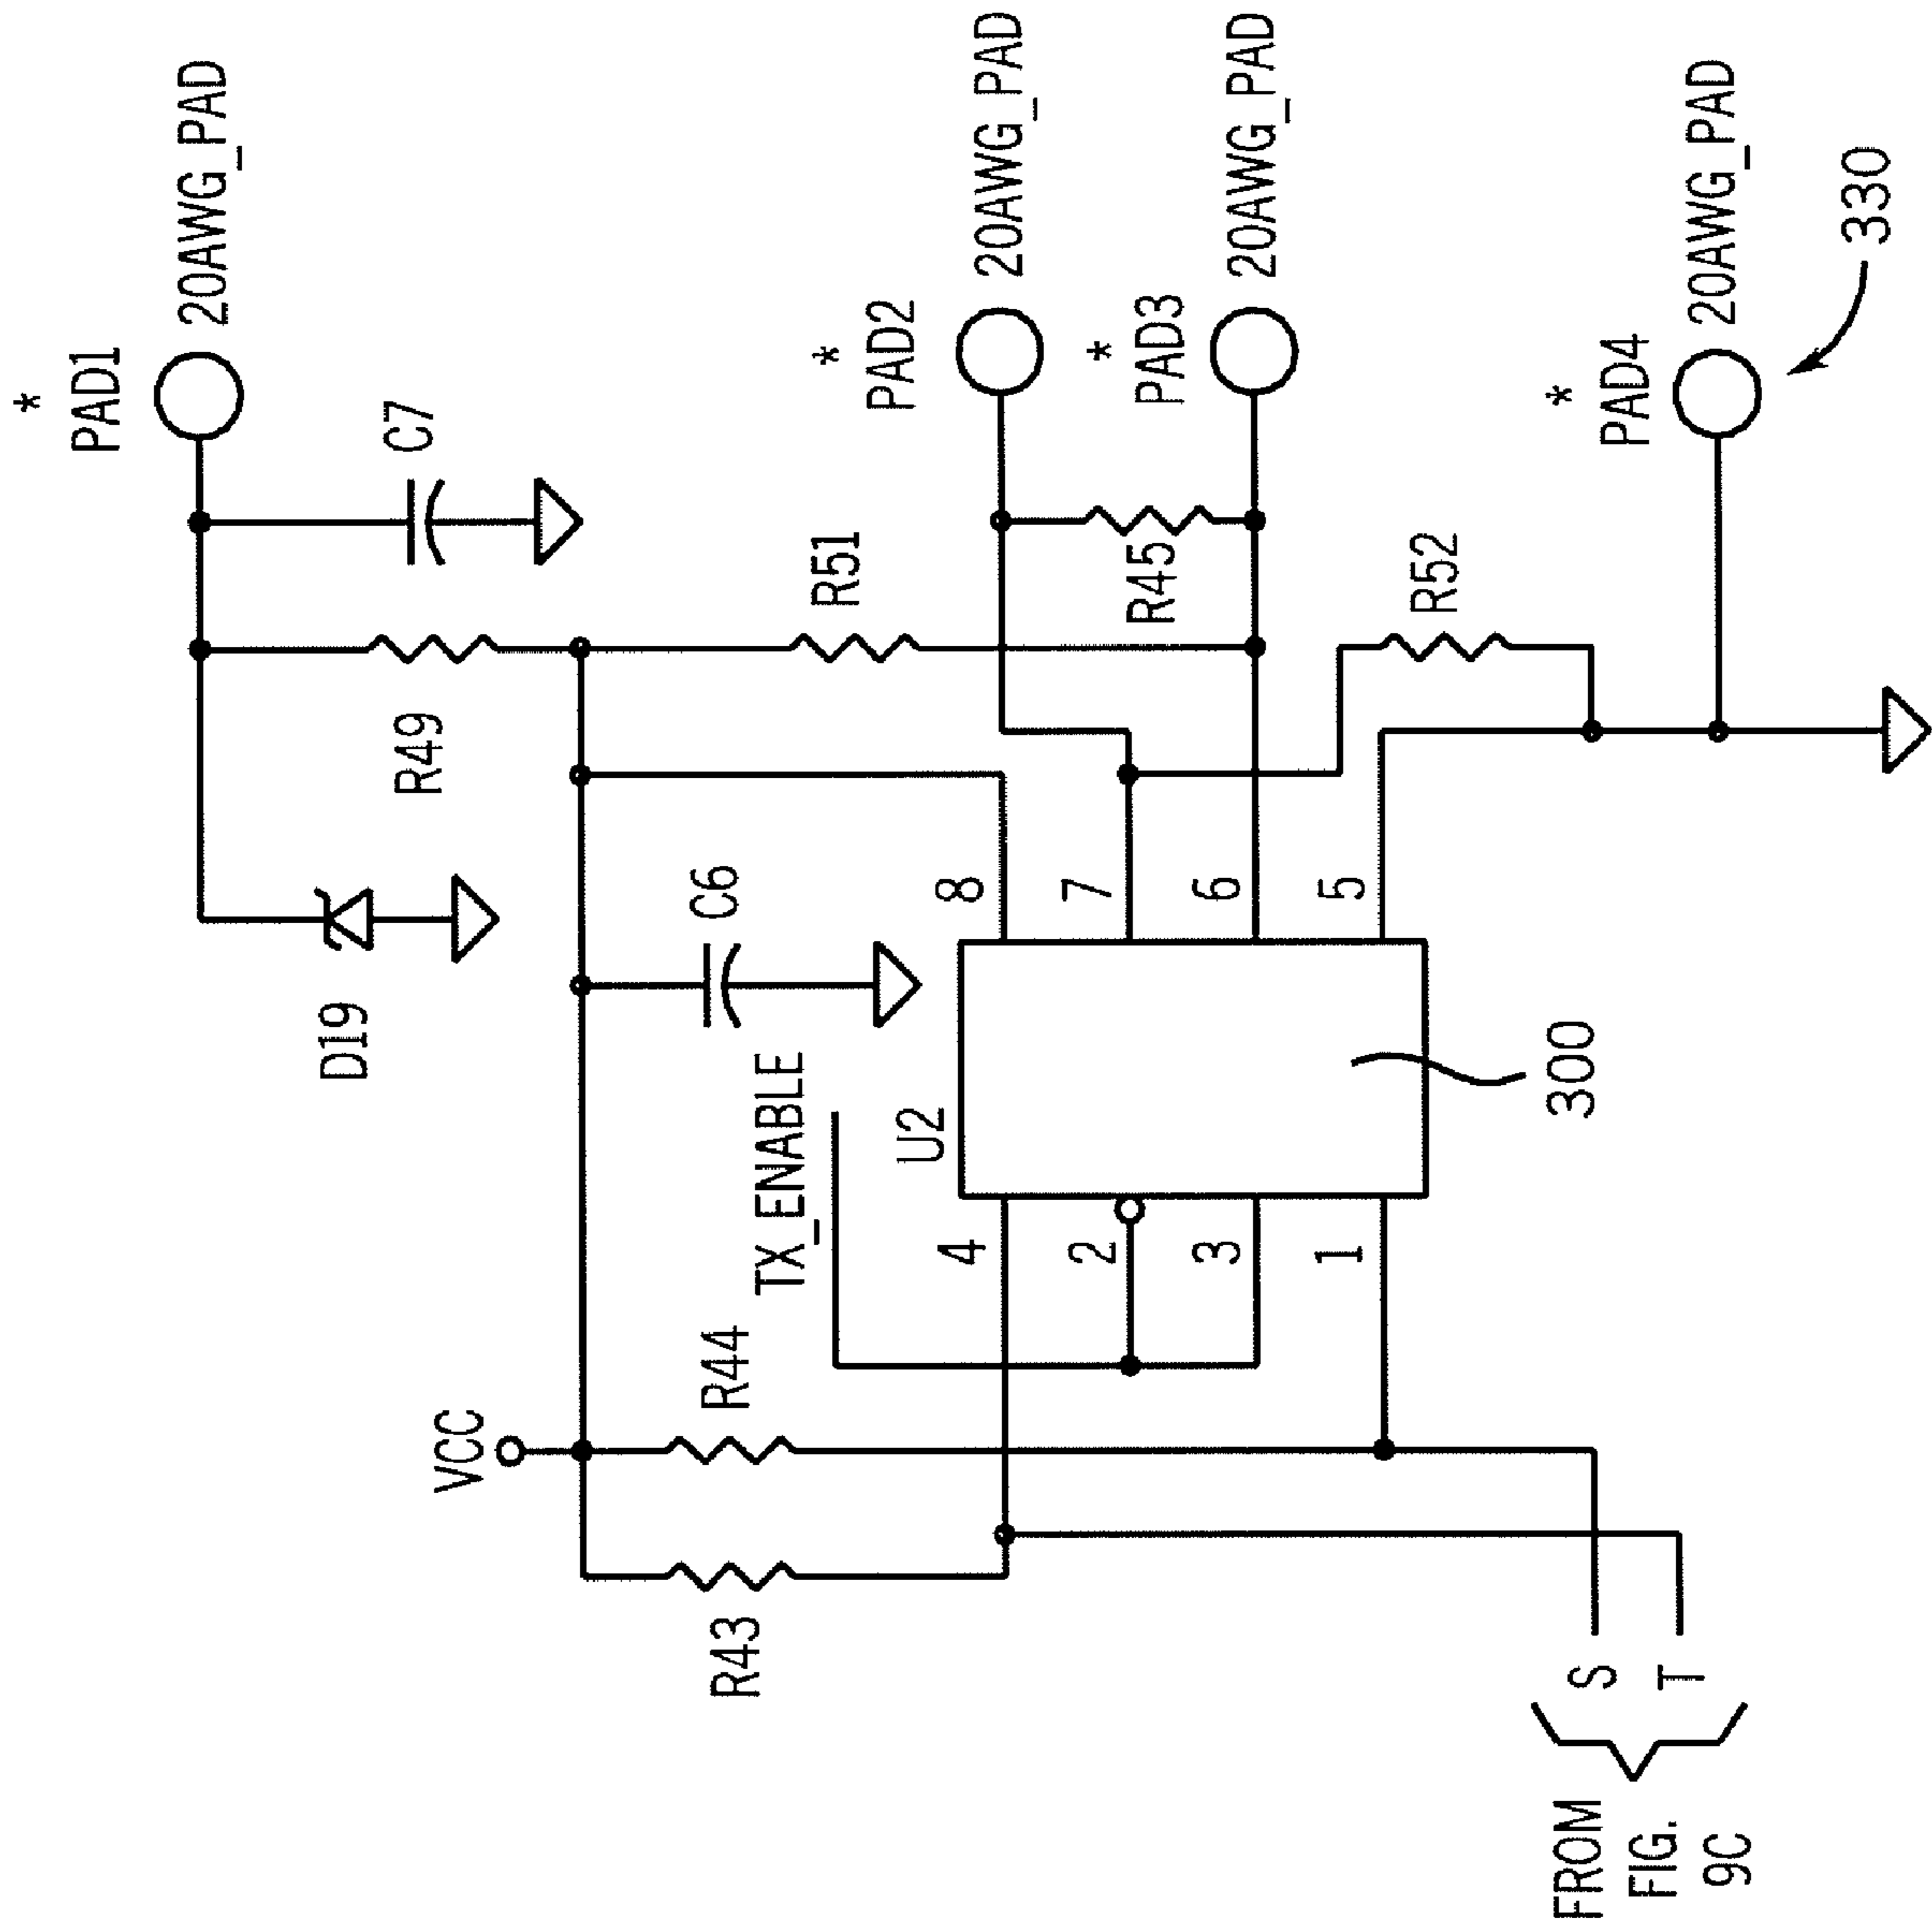 *
PAD1
20AWG_PAD
C7
R49
D19
VCC
R51
*
PAD2
20AWG_PAD
*
PAD3
20AWG_PAD
R45
C6
R44
TX_ENABLE
R43
U2
8
7
6
5
4
2
3
1
R52
300
*
PAD4
20AWG_PAD
330
S
T
FROM
FIG.
9C